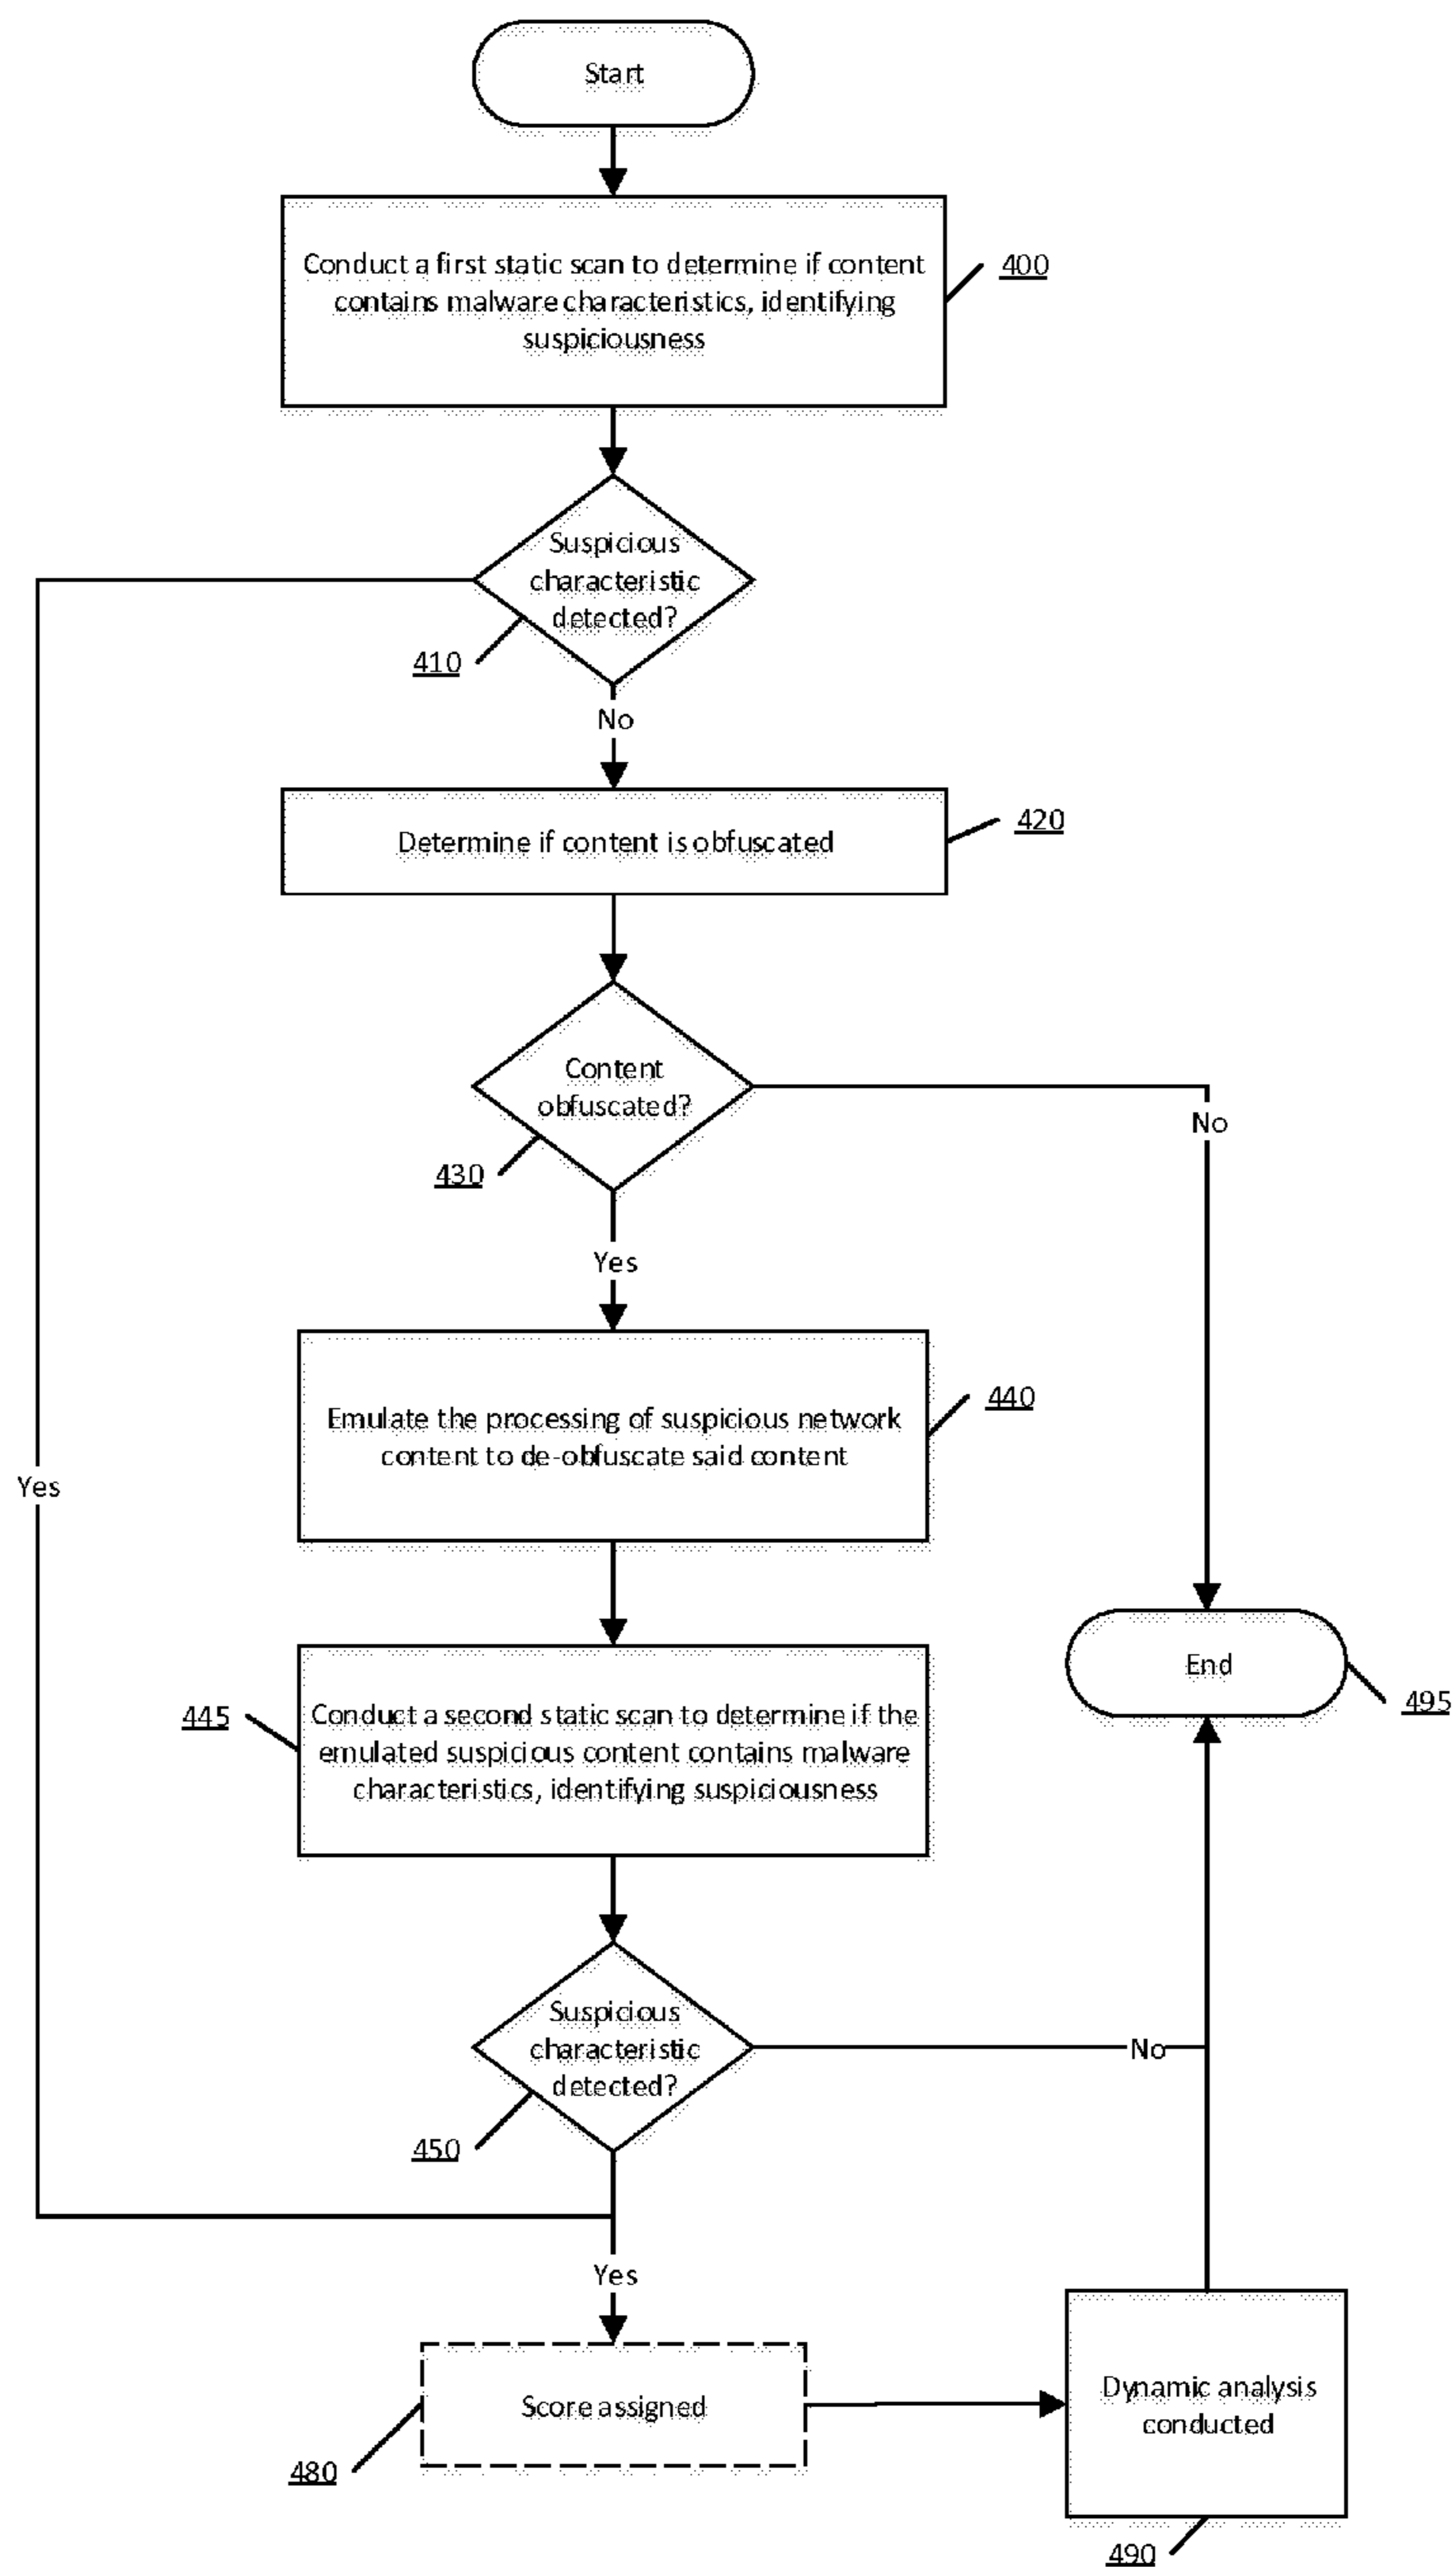 Start
Conduct a first static scan to determine if content
contains malware characteristics, identifying
suspiciousness
400
Suspicious
characteristic
detected?
410
No
Determine if content is obfuscated
420
Content
obfuscated?
430
No
Yes
Emulate the processing of suspicious network
content to de-obfuscate said content
440
Yes
Conduct a second static scan to determine if the
emulated suspicious content contains malware
characteristics, identifying suspiciousness
445
End
495
Suspicious
characteristic
detected?
450
No
Yes
Score assigned
480
Dynamic analysis
conducted
490